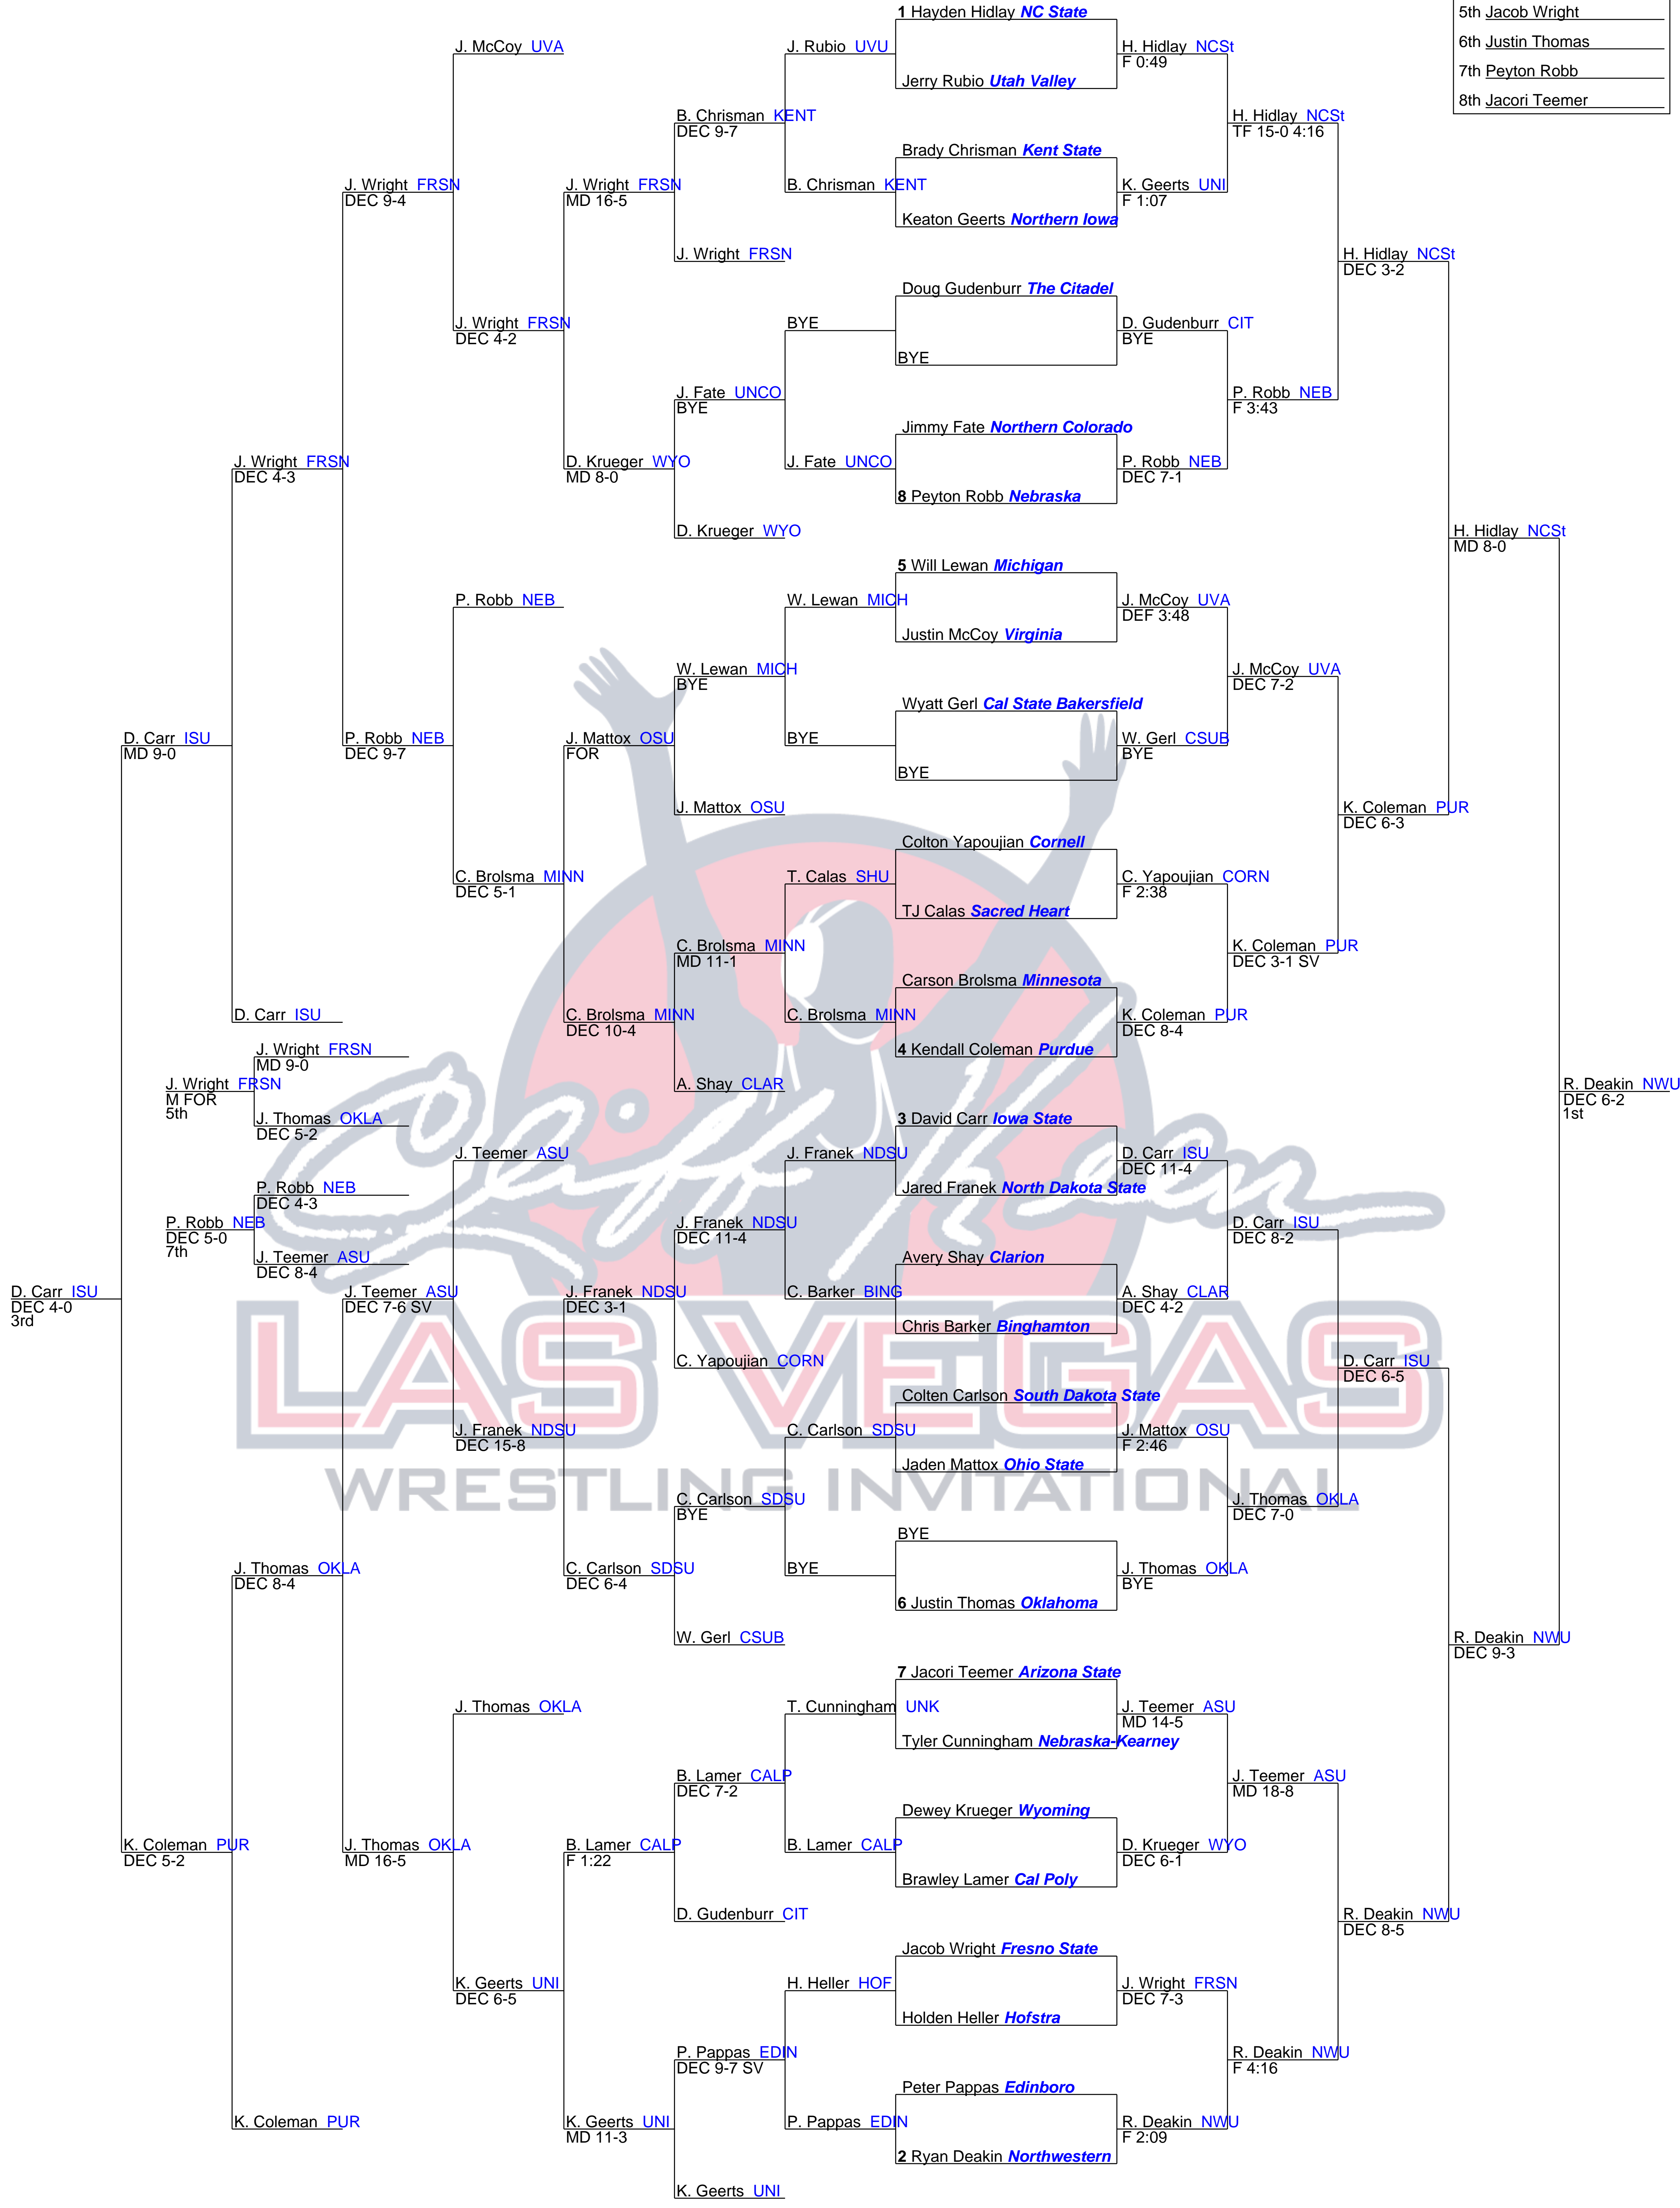 1 Hayden Hidlay NC State
5th Jacob Wright
J. McCoy UVA
J. Rubio UVU
H. Hidlay NCSt
F 0:49
6th Justin Thomas
Jerry Rubio Utah Valley
7th Peyton Robb
8th Jacori Teemer
B. Chrisman KENT
DEC 9-7
H. Hidlay NCSt
TF 15-0 4:16
Brady Chrisman Kent State
J. Wright FRSN
DEC 9-4
J. Wright FRSN
MD 16-5
B. Chrisman KENT
K. Geerts UNI
F 1:07
Keaton Geerts Northern Iowa
J. Wright FRSN
H. Hidlay NCSt
DEC 3-2
Doug Gudenburr The Citadel
J. Wright FRSN
DEC 4-2
BYE
D. Gudenburr CIT
BYE
BYE
J. Fate UNCO
BYE
P. Robb NEB
F 3:43
Jimmy Fate Northern Colorado
J. Wright FRSN
DEC 4-3
D. Krueger WYO
MD 8-0
J. Fate UNCO
P. Robb NEB
DEC 7-1
8 Peyton Robb Nebraska
D. Krueger WYO
H. Hidlay NCSt
MD 8-0
5 Will Lewan Michigan
P. Robb NEB
W. Lewan MICH
J. McCoy UVA
DEF 3:48
Justin McCoy Virginia
W. Lewan MICH
BYE
J. McCoy UVA
DEC 7-2
Wyatt Gerl Cal State Bakersfield
D. Carr ISU
MD 9-0
P. Robb NEB
DEC 9-7
J. Mattox OSU
FOR
BYE
W. Gerl CSUB
BYE
BYE
J. Mattox OSU
K. Coleman PUR
DEC 6-3
Colton Yapoujian Cornell
C. Brolsma MINN
DEC 5-1
T. Calas SHU
C. Yapoujian CORN
F 2:38
TJ Calas Sacred Heart
C. Brolsma MINN
MD 11-1
K. Coleman PUR
DEC 3-1 SV
Carson Brolsma Minnesota
D. Carr ISU
C. Brolsma MINN
DEC 10-4
C. Brolsma MINN
K. Coleman PUR
DEC 8-4
J. Wright FRSN
MD 9-0
4 Kendall Coleman Purdue
J. Wright FRSN
M FOR
5th
A. Shay CLAR
R. Deakin NWU
DEC 6-2
1st
J. Thomas OKLA
DEC 5-2
3 David Carr Iowa State
Cliff Keen
J. Teemer ASU
J. Franek NDSU
D. Carr ISU
DEC 11-4
P. Robb NEB
DEC 4-3
Jared Franek North Dakota State
P. Robb NEB
DEC 5-0
7th
J. Franek NDSU
DEC 11-4
D. Carr ISU
DEC 8-2
J. Teemer ASU
DEC 8-4
Avery Shay Clarion
D. Carr ISU
DEC 4-0
3rd
J. Teemer ASU
DEC 7-6 SV
J. Franek NDSU
DEC 3-1
C. Barker BING
A. Shay CLAR
DEC 4-2
Chris Barker Binghamton
LAS VEGAS
C. Yapoujian CORN
D. Carr ISU
DEC 6-5
Colten Carlson South Dakota State
J. Franek NDSU
DEC 15-8
C. Carlson SDSU
J. Mattox OSU
F 2:46
Jaden Mattox Ohio State
WRESTLING INVITATIONAL
C. Carlson SDSU
BYE
J. Thomas OKLA
DEC 7-0
BYE
J. Thomas OKLA
DEC 8-4
C. Carlson SDSU
DEC 6-4
BYE
J. Thomas OKLA
BYE
6 Justin Thomas Oklahoma
W. Gerl CSUB
R. Deakin NWU
DEC 9-3
7 Jacori Teemer Arizona State
J. Thomas OKLA
T. Cunningham UNK
J. Teemer ASU
MD 14-5
Tyler Cunningham Nebraska-Kearney
B. Lamer CALP
DEC 7-2
J. Teemer ASU
MD 18-8
Dewey Krueger Wyoming
K. Coleman PUR
DEC 5-2
J. Thomas OKLA
MD 16-5
B. Lamer CALP
F 1:22
B. Lamer CALP
D. Krueger WYO
DEC 6-1
Brawley Lamer Cal Poly
D. Gudenburr CIT
R. Deakin NWU
DEC 8-5
Jacob Wright Fresno State
K. Geerts UNI
DEC 6-5
H. Heller HOF
J. Wright FRSN
DEC 7-3
Holden Heller Hofstra
P. Pappas EDIN
DEC 9-7 SV
R. Deakin NWU
F 4:16
Peter Pappas Edinboro
K. Coleman PUR
K. Geerts UNI
MD 11-3
P. Pappas EDIN
R. Deakin NWU
F 2:09
2 Ryan Deakin Northwestern
K. Geerts UNI